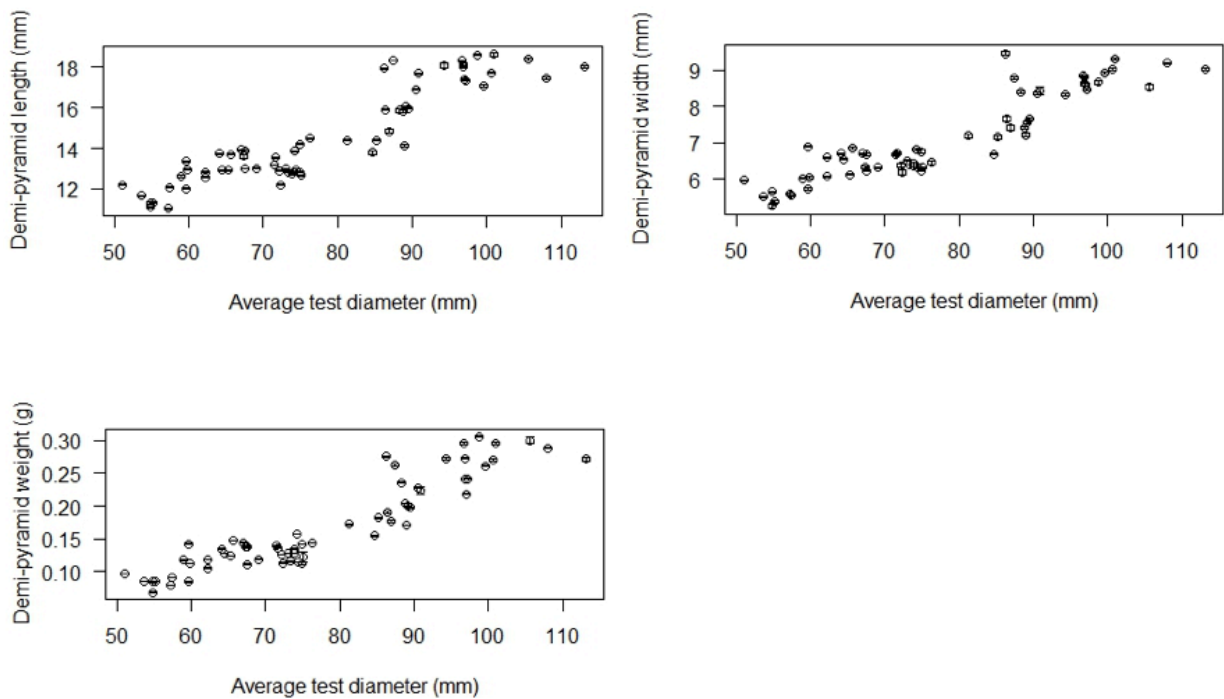 Demi-pyramid length (mm)
18
16
14
12
50 60 70 80 90 100 110
Average test diameter (mm)
Demi-pyramid width (mm)
9
8
7
6
50 60 70 80 90 100 110
Average test diameter (mm)
Demi-pyramid weight (g)
0.30
0.25
0.20
0.15
0.10
50 60 70 80 90 100 110
Average test diameter (mm)